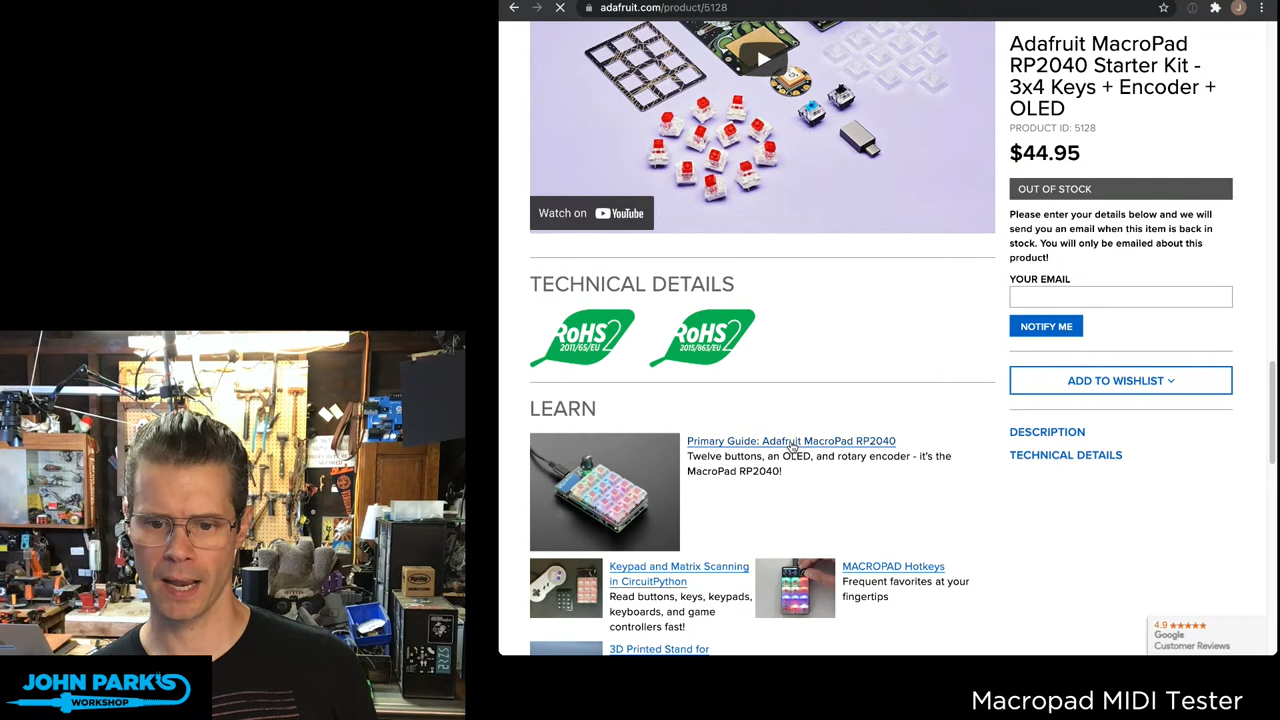 adafruit.com/product/5128
J
Watch on YouTube
TECHNICAL DETAILS
RoHS 2
2011/65/EU
RoHS 2
2015/863/EU
LEARN
Primary Guide: Adafruit MacroPad RP2040
Twelve buttons, an OLED, and rotary encoder - it's the
MacroPad RP2040!
Keypad and Matrix Scanning
in CircuitPython
Read buttons, keys, keypads,
keyboards, and game
controllers fast!
MACROPAD Hotkeys
Frequent favorites at your
fingertips
3D Printed Stand for
Adafruit MacroPad
RP2040 Starter Kit -
3x4 Keys + Encoder +
OLED
PRODUCT ID: 5128
$44.95
OUT OF STOCK
Please enter your details below and we will
send you an email when this item is back in
stock. You will only be emailed about this
product!
YOUR EMAIL
NOTIFY ME
ADD TO WISHLIST
DESCRIPTION
TECHNICAL DETAILS
4.9 ★★★★★
Google
Customer Reviews
JOHN PARK'S
WORKSHOP
Macropad MIDI Tester